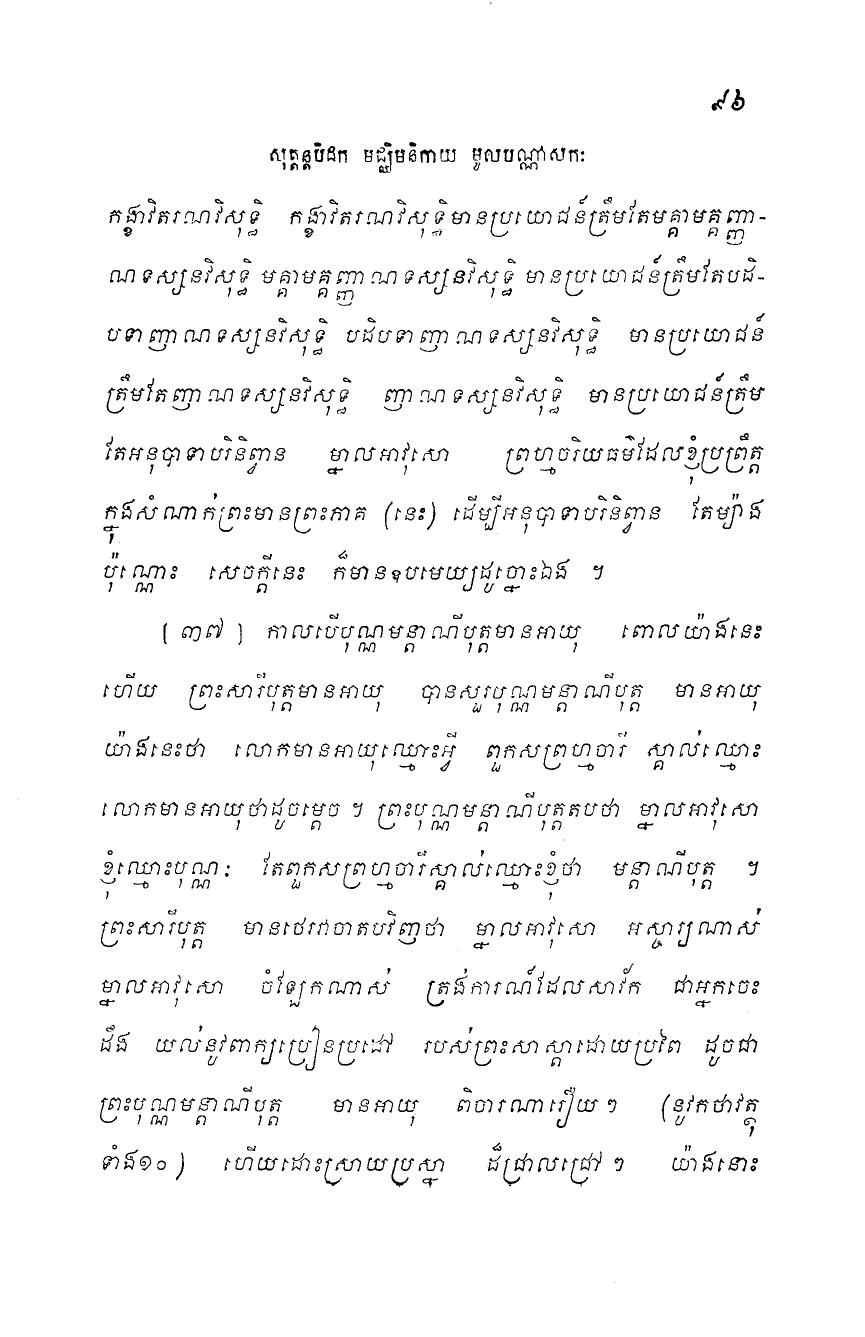 ៩៦
សុត្តន្តបិដក មជ្ឈិមនិកាយ មូលបណ្ណាសកៈ
កង្ខាវិតរណវិសុទ្ធិ កង្ខាវិតរណវិសុទ្ធិមានប្រយោជន៍ត្រឹមតែមគ្គាមគ្គញ្ញា-
ណទស្សនវិសុទ្ធិ មគ្គាមគ្គញ្ញាណទស្សនវិសុទ្ធិ មានប្រយោជន៍ត្រឹមតែបដិ-
បទាញាណទស្សនវិសុទ្ធិ បដិបទាញាណទស្សនវិសុទ្ធិ មានប្រយោជន៍
ត្រឹមតែញាណទស្សនវិសុទ្ធិ ញាណទស្សនវិសុទ្ធិ មានប្រយោជន៍ត្រឹម
តែអនុបាទាបរិនិព្វាន ម្នាលអាវុសោ ព្រហ្មចរិយធម៌ដែលខ្ញុំប្រព្រឹត្ត
ក្នុងសំណាក់ព្រះមានព្រះភាគ (នេះ) ដើម្បីអនុបាទាបរិនិព្វាន តែម្យ៉ាង
ប៉ុណ្ណោះ សេចក្តីនេះ ក៏មានឧបមេយ្យដូច្នោះឯង ។
[ ៣៧ ] កាលបើបុណ្ណមន្តាណីបុត្តមានអាយុ ពោលយ៉ាងនេះ
ហើយ ព្រះសារីបុត្តមានអាយុ បានសួរបុណ្ណមន្តាណីបុត្ត មានអាយុ
យ៉ាងនេះថា លោកមានអាយុឈ្មោះអ្វី ពួកសព្រហ្មចារី ស្គាល់ឈ្មោះ
លោកមានអាយុថាដូចម្តេច ។ ព្រះបុណ្ណមន្តាណីបុត្តតបថា ម្នាលអាវុសោ
ខ្ញុំឈ្មោះបុណ្ណៈ តែពួកសព្រហ្មចារីស្គាល់ឈ្មោះខ្ញុំថា មន្តាណីបុត្ត ។
ព្រះសារីបុត្ត មានថេរវាចាតបវិញថា ម្នាលអាវុសោ អស្ចារ្យណាស់
ម្នាលអាវុសោ ចំឡែកណាស់ ត្រង់ការណ៍ដែលសាវ័ក ជាអ្នកចេះ
ដឹង យល់នូវពាក្យប្រៀនប្រដៅ របស់ព្រះសាស្តាដោយប្រពៃ ដូចជា
ព្រះបុណ្ណមន្តាណីបុត្ត មានអាយុ ពិចារណារឿយៗ (នូវកថាវត្ថុ
ទាំង១០) ហើយដោះស្រាយប្រស្នា ដ៏ជ្រាលជ្រៅៗ យ៉ាងនោះ